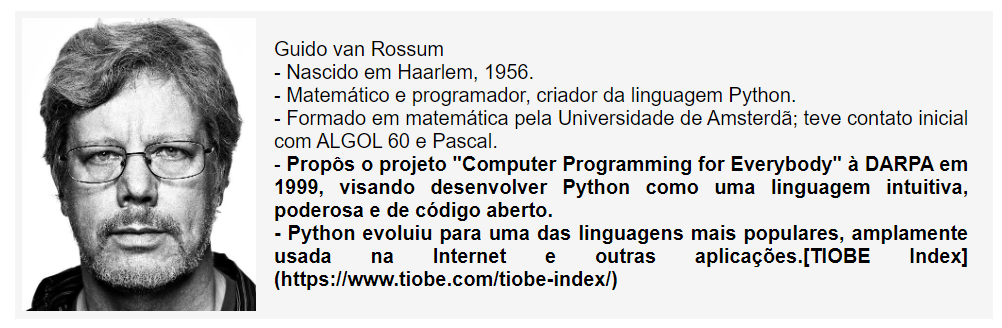 Guido van Rossum
- Nascido em Haarlem, 1956.
- Matemático e programador, criador da linguagem Python.
- Formado em matemática pela Universidade de Amsterdã; teve contato inicial
com ALGOL 60 e Pascal.
- Propôs o projeto "Computer Programming for Everybody" à DARPA em
1999, visando desenvolver Python como uma linguagem intuitiva,
poderosa e de código aberto.
- Python evoluiu para uma das linguagens mais populares, amplamente
usada na Internet e outras aplicações.[TIOBE Index]
(https://www.tiobe.com/tiobe-index/)